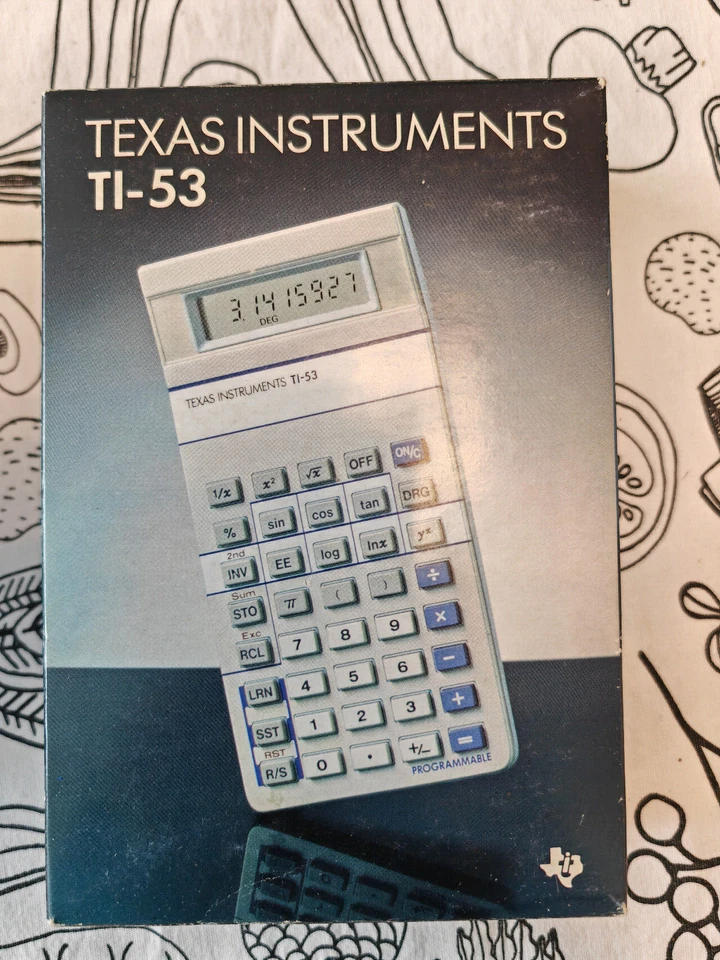 TEXAS INSTRUMENTS
TI-53
3.1415927
DEG
TEXAS INSTRUMENTS TI-53
1/x x² √x OFF ON/C
% sin cos tan DRG
2nd
INV EE log lnx yˣ
Sum
STO π ( ) ÷
Exc
RCL 7 8 9 ×
LRN 4 5 6 −
SST 1 2 3 +
RST
R/S 0 . +/− =
PROGRAMMABLE